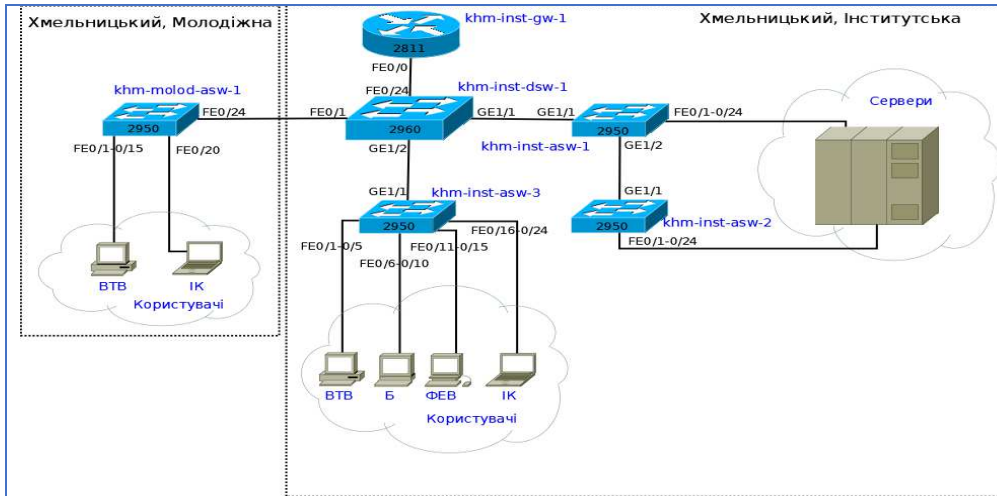 Хмельницький, Молодіжна
Хмельницький, Інститутська
khm-inst-gw-1
2811
FE0/0
FE0/24
khm-inst-dsw-1
khm-molod-asw-1
FE0/24
FE0/1
GE1/1
GE1/1
FE0/1-0/24
Сервери
2950
2960
2950
FE0/1-0/15
FE0/20
GE1/2
khm-inst-asw-1
GE1/2
GE1/1
khm-inst-asw-3
GE1/1
2950
2950
khm-inst-asw-2
FE0/1-0/5
FE0/16-0/24
FE0/11-0/15
FE0/6-0/10
FE0/1-0/24
ВТВ
ІК
Користувачі
ВТВ
Б
ФЕВ
ІК
Користувачі